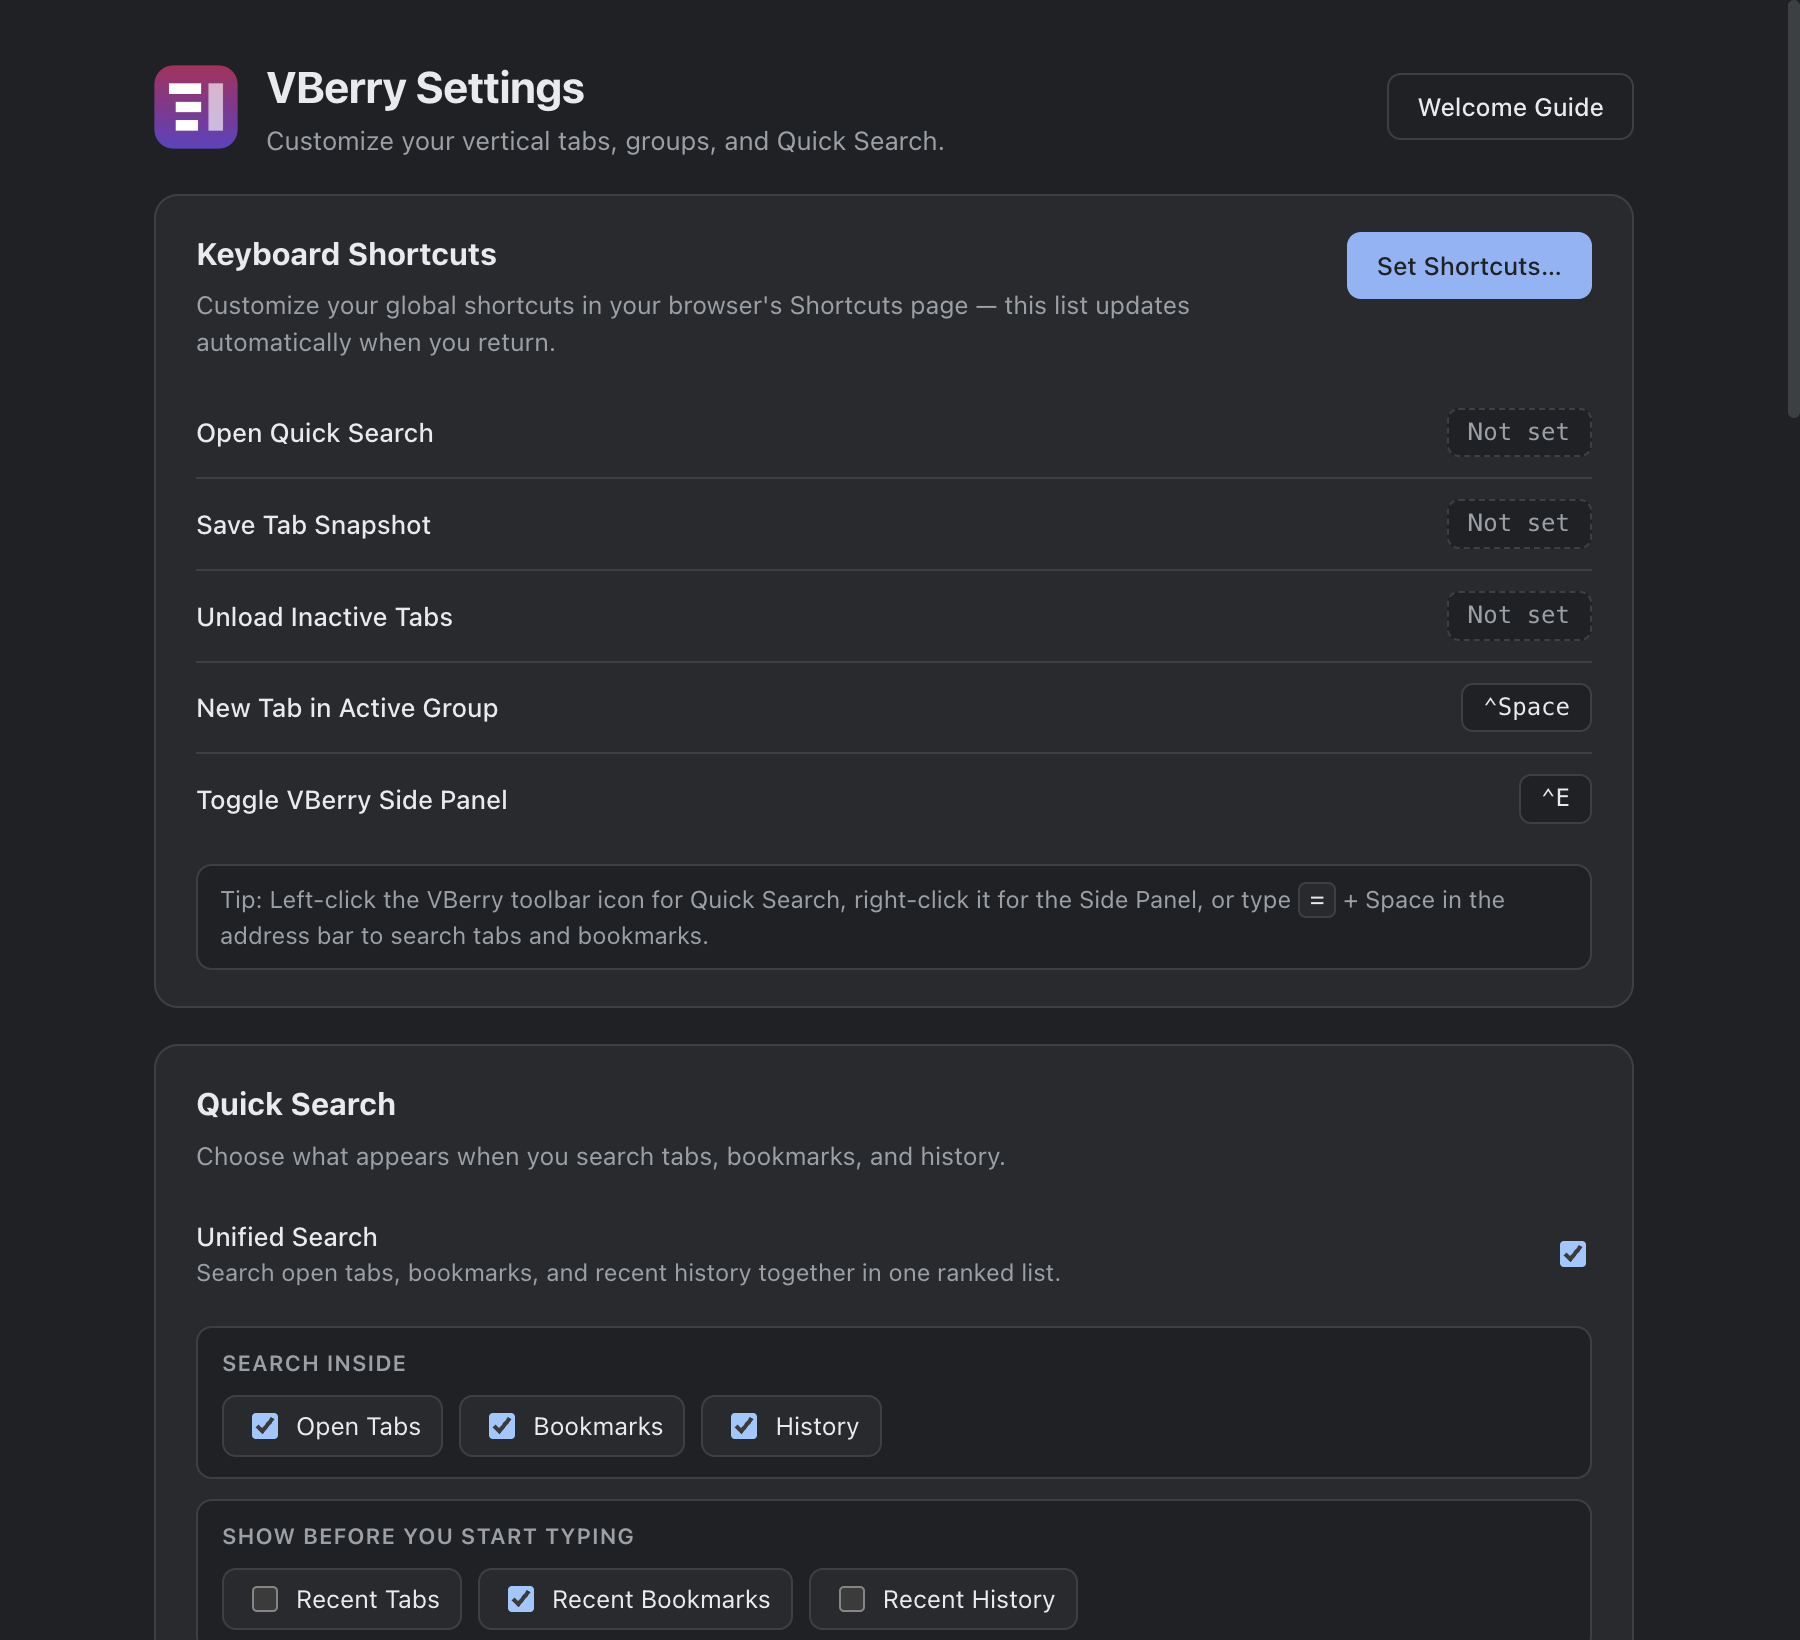 VBerry Settings
Customize your vertical tabs, groups, and Quick Search.
Welcome Guide
Keyboard Shortcuts
Set Shortcuts...
Customize your global shortcuts in your browser's Shortcuts page — this list updates
automatically when you return.
Open Quick Search
Not set
Save Tab Snapshot
Not set
Unload Inactive Tabs
Not set
New Tab in Active Group
^Space
Toggle VBerry Side Panel
^E
Tip: Left-click the VBerry toolbar icon for Quick Search, right-click it for the Side Panel, or type = + Space in the
address bar to search tabs and bookmarks.
Quick Search
Choose what appears when you search tabs, bookmarks, and history.
Unified Search
Search open tabs, bookmarks, and recent history together in one ranked list.
SEARCH INSIDE
Open Tabs Bookmarks History
SHOW BEFORE YOU START TYPING
Recent Tabs Recent Bookmarks Recent History